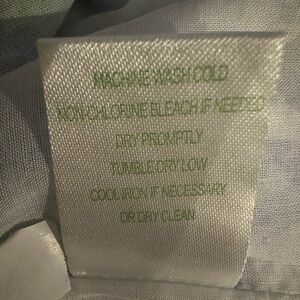 MACHINE WASH COLD
NON-CHLORINE BLEACH IF NEEDED
DRY PROMPTLY
TUMBLE DRY LOW
COOL IRON IF NECESSARY
OR DRY CLEAN